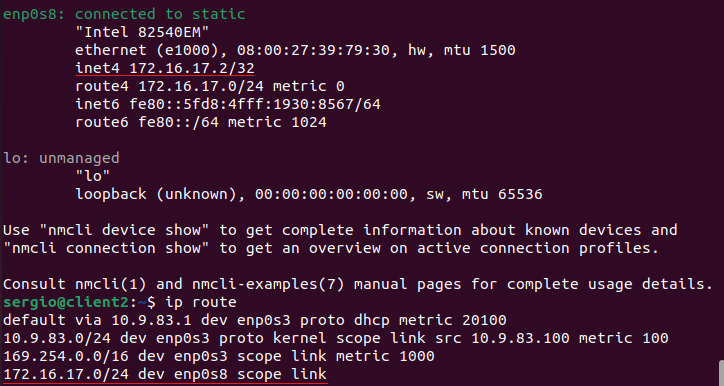 enp0s8: connected to static
"Intel 82540EM"
ethernet (e1000), 08:00:27:39:79:30, hw, mtu 1500
inet4 172.16.17.2/32
route4 172.16.17.0/24 metric 0
inet6 fe80::5fd8:4fff:1930:8567/64
route6 fe80::/64 metric 1024
lo: unmanaged
"lo"
loopback (unknown), 00:00:00:00:00:00, sw, mtu 65536
Use "nmcli device show" to get complete information about known devices and
"nmcli connection show" to get an overview on active connection profiles.
Consult nmcli(1) and nmcli-examples(7) manual pages for complete usage details.
sergio@client2:~$ ip route
default via 10.9.83.1 dev enp0s3 proto dhcp metric 20100
10.9.83.0/24 dev enp0s3 proto kernel scope link src 10.9.83.100 metric 100
169.254.0.0/16 dev enp0s3 scope link metric 1000
172.16.17.0/24 dev enp0s8 scope link